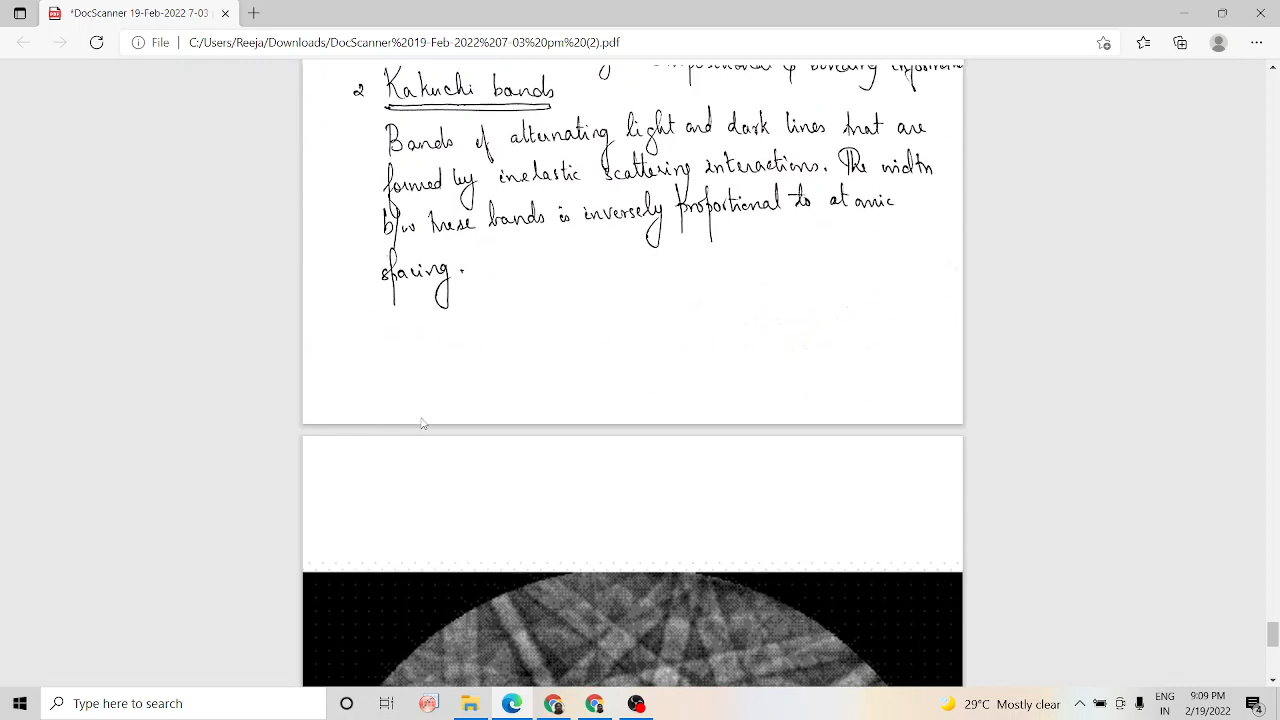 *DocScanner 19-Feb-2022 7-03
File
C:/Users/Reeja/Downloads/DocScanner%2019-Feb-2022%207-03%20pm%20(2).pdf
2 Kakuchi bands
Bands of alternating light and dark lines that are
formed by inelastic scattering interactions. The width
b/w these bands is inversely proportional to atomic
spacing.
Type here to search
29°C Mostly clear
ENG
IN
9:09 PM
2/19/2022
4